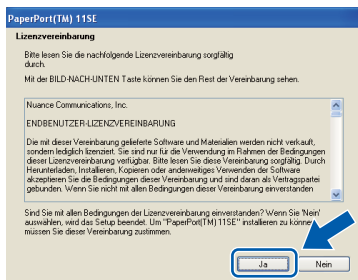 PaperPort(TM) 11SE
Lizenzvereinbarung
Bitte lesen Sie die nachfolgende Lizenzvereinbarung sorgfältig
durch.
Mit der BILD-NACH-UNTEN Taste können Sie den Rest der Vereinbarung sehen.
Nuance Communications, Inc.
ENDBENUTZER-LIZENZVEREINBARUNG
Die mit dieser Vereinbarung gelieferte Software und Materialien werden nicht verkauft,
sondern lediglich lizenziert. Sie sind nur für die Verwendung im Rahmen der Bedingungen
dieser Lizenzvereinbarung verfügbar. Bitte lesen Sie diese Vereinbarung sorgfältig. Durch
Herunterladen, Installieren, Kopieren oder anderweitiges Verwenden der Software
akzeptieren Sie die Bedingungen dieser Vereinbarung und sind daran als Vertragspartei
gebunden. Wenn Sie nicht mit allen Bedingungen dieser Vereinbarung einverstanden
Sind Sie mit allen Bedingungen der Lizenzvereinbarung einverstanden? Wenn Sie 'Nein'
auswählen, wird das Setup beendet. Um "PaperPort(TM) 11SE" installieren zu können,
müssen Sie dieser Vereinbarung zustimmen.
Ja
Nein